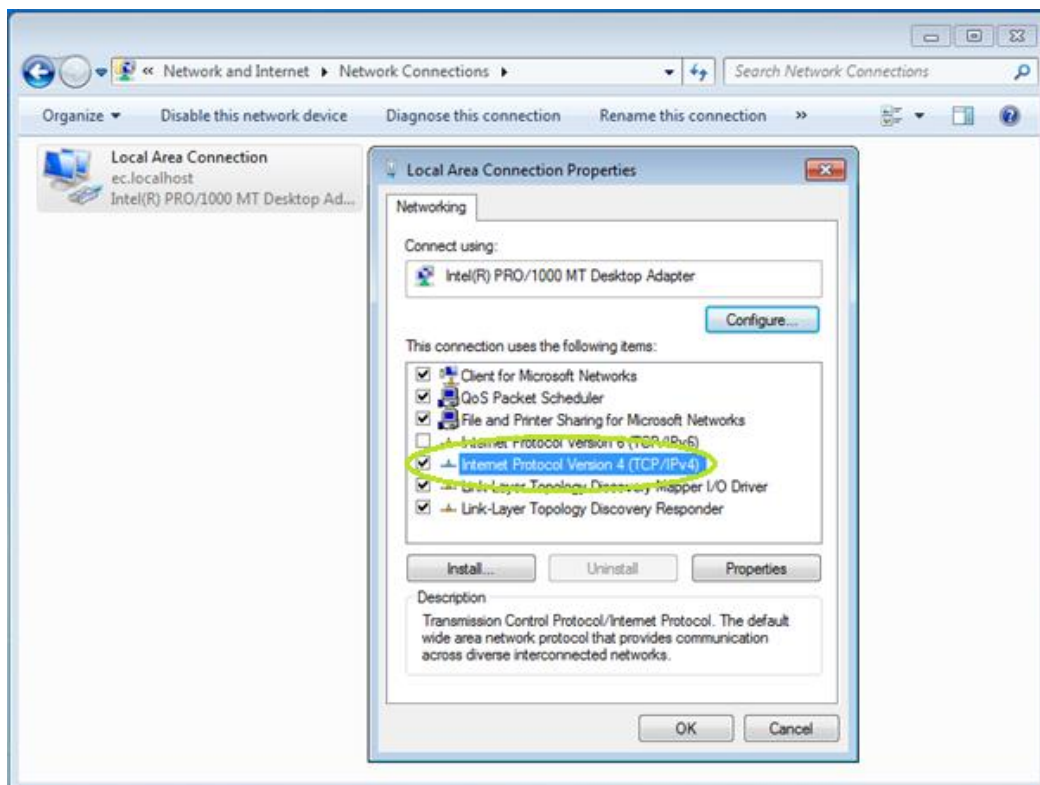 « Network and Internet ▸ Network Connections ▸
Search Network Connections
Organize ▾ Disable this network device Diagnose this connection Rename this connection »
Local Area Connection
ec.localhost
Intel(R) PRO/1000 MT Desktop Ad...
Local Area Connection Properties
Networking
Connect using:
Intel(R) PRO/1000 MT Desktop Adapter
Configure...
This connection uses the following items:
Client for Microsoft Networks
QoS Packet Scheduler
File and Printer Sharing for Microsoft Networks
Internet Protocol Version 6 (TCP/IPv6)
Internet Protocol Version 4 (TCP/IPv4)
Link-Layer Topology Discovery Mapper I/O Driver
Link-Layer Topology Discovery Responder
Install... Uninstall Properties
Description
Transmission Control Protocol/Internet Protocol. The default
wide area network protocol that provides communication
across diverse interconnected networks.
OK Cancel